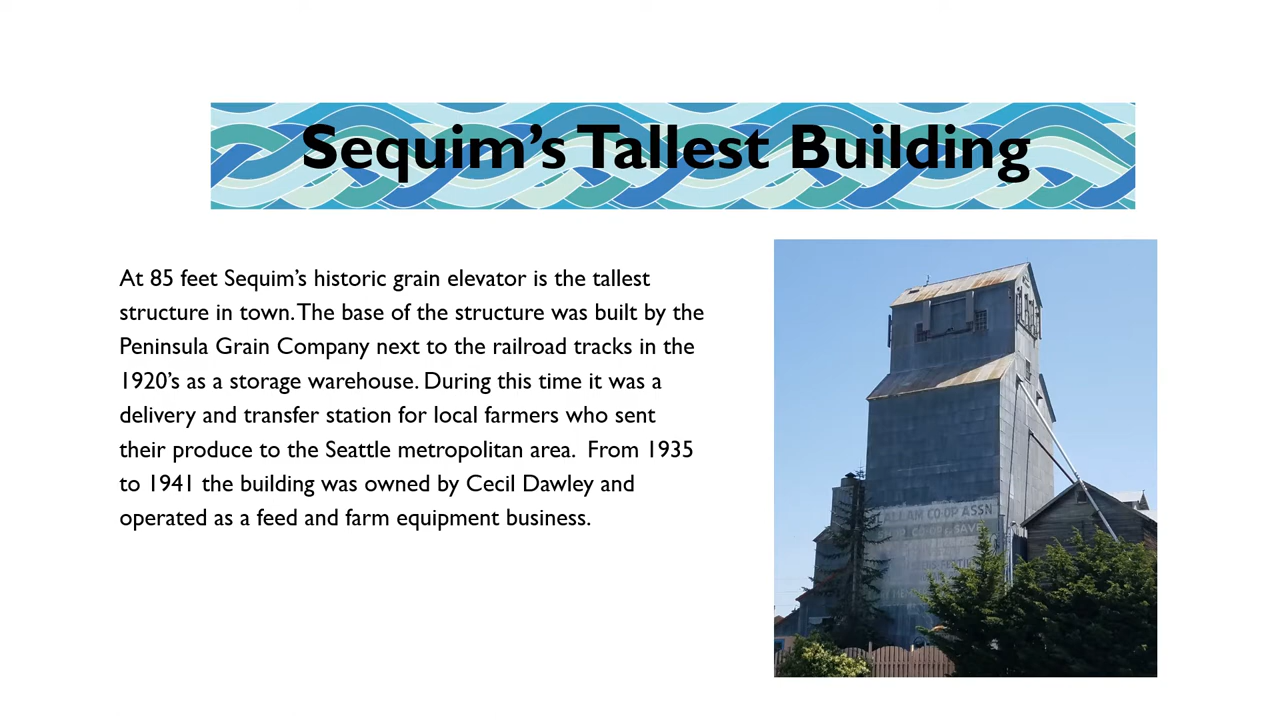 Sequim’s Tallest Building
At 85 feet Sequim’s historic grain elevator is the tallest
structure in town. The base of the structure was built by the
Peninsula Grain Company next to the railroad tracks in the
1920’s as a storage warehouse. During this time it was a
delivery and transfer station for local farmers who sent
their produce to the Seattle metropolitan area.  From 1935
to 1941 the building was owned by Cecil Dawley and
operated as a feed and farm equipment business.
CO-OP ASSN